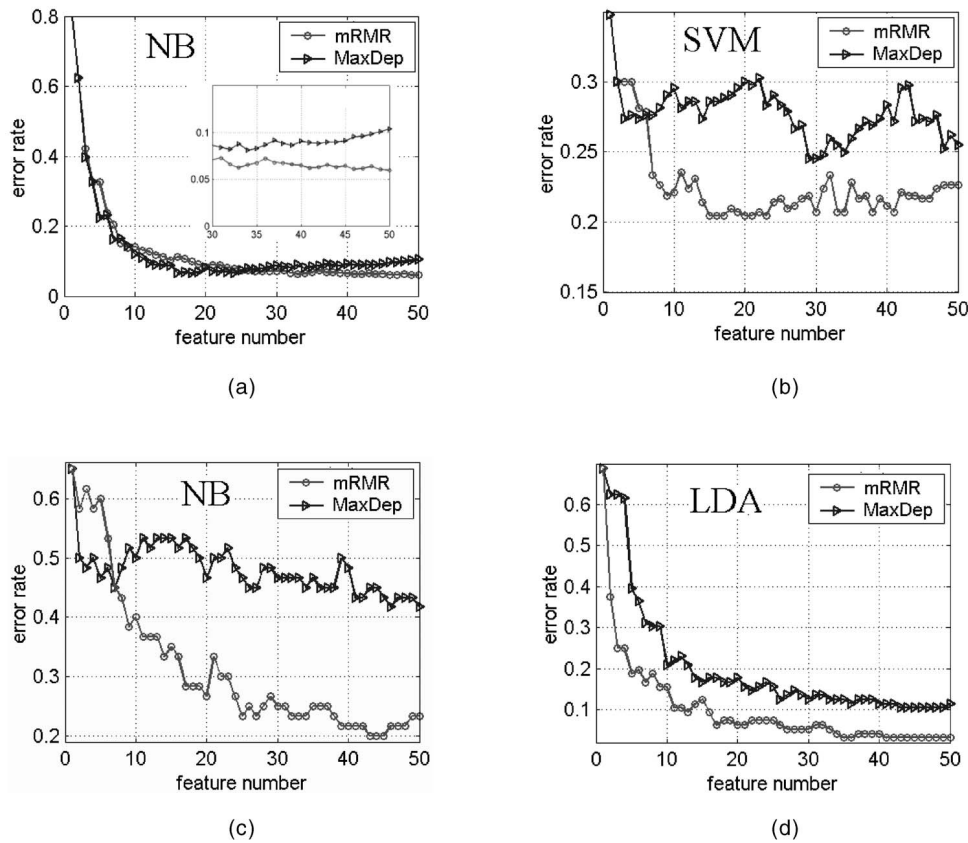 NB
mRMR
MaxDep
error rate
0.8
0.6
0.4
0.2
0
0.1
0.05
0
30 35 40 45 50
0 10 20 30 40 50
feature number
(a)
SVM
mRMR
MaxDep
error rate
0.3
0.25
0.2
0.15
0 10 20 30 40 50
feature number
(b)
NB
mRMR
MaxDep
error rate
0.6
0.5
0.4
0.3
0.2
0 10 20 30 40 50
feature number
(c)
LDA
mRMR
MaxDep
error rate
0.6
0.5
0.4
0.3
0.2
0.1
0 10 20 30 40 50
feature number
(d)